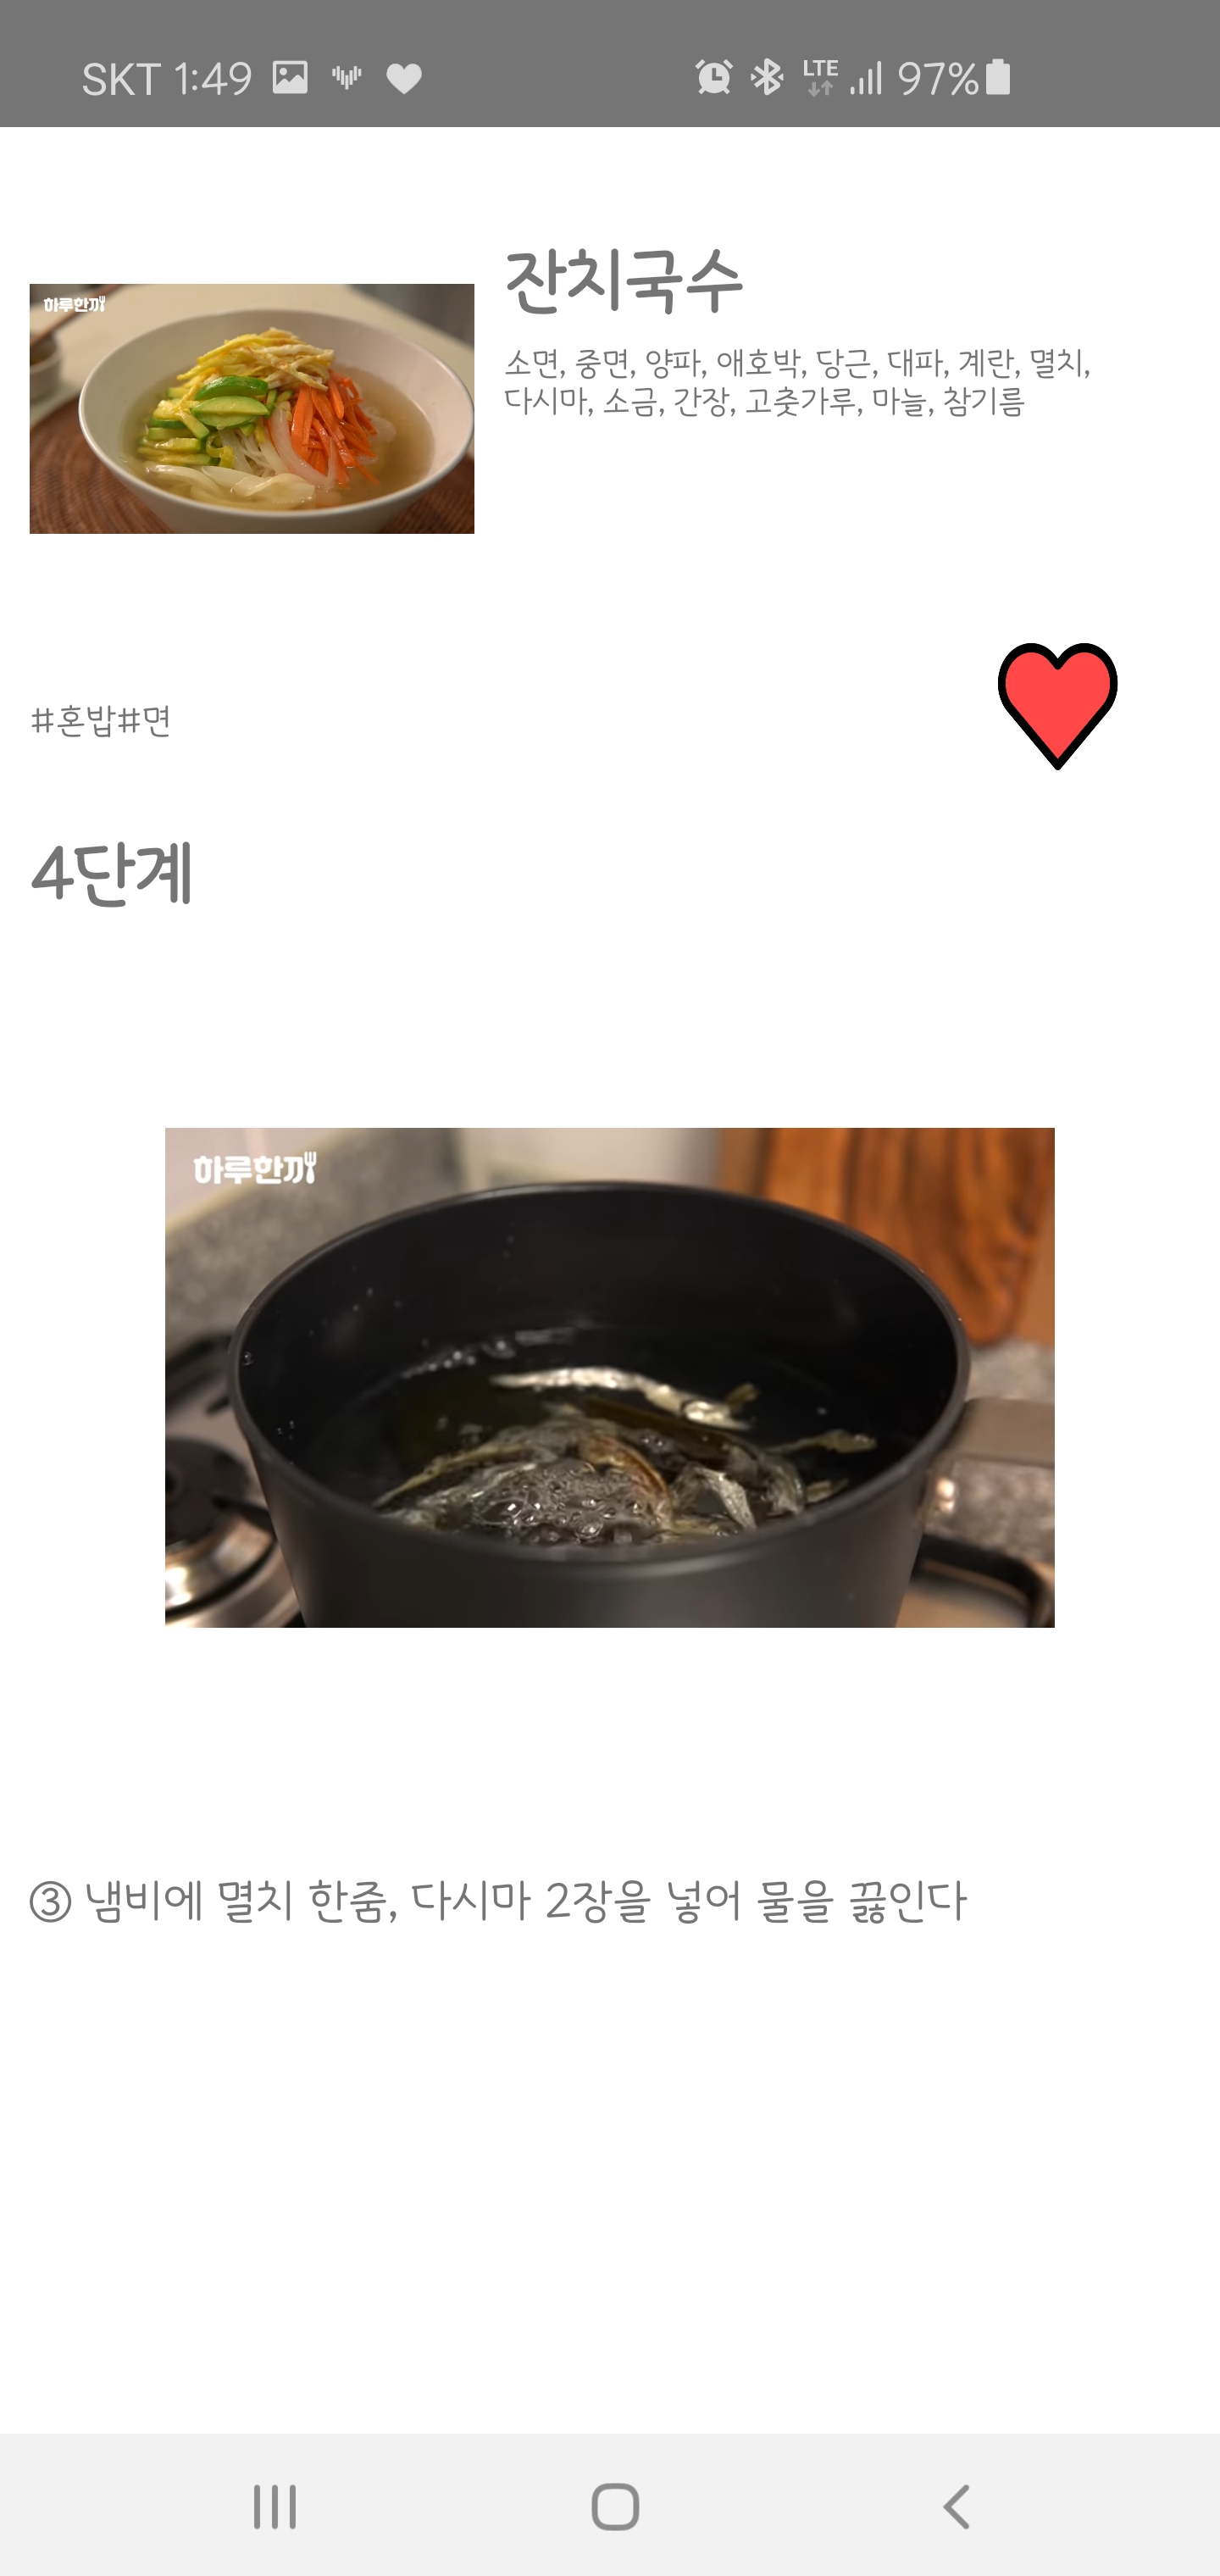 SKT 1:49
LTE
97%
하루한끼
잔치국수
소면, 중면, 양파, 애호박, 당근, 대파, 계란, 멸치,
다시마, 소금, 간장, 고춧가루, 마늘, 참기름
#혼밥#면
4단계
하루한끼
③ 냄비에 멸치 한줌, 다시마 2장을 넣어 물을 끓인다